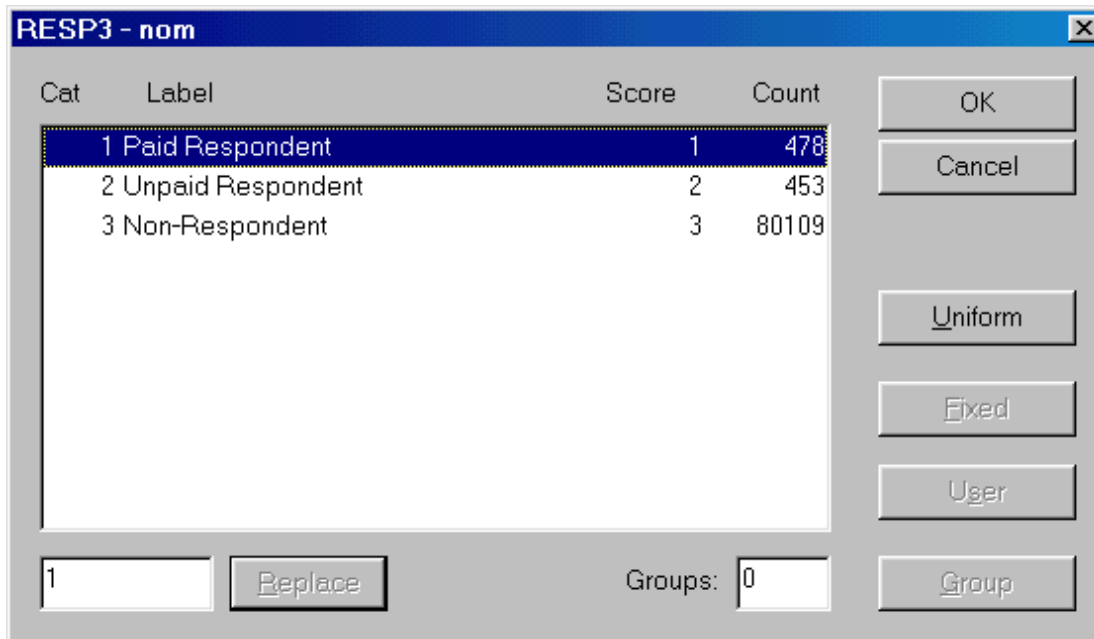 RESP3 - nom
Cat Label Score Count
1 Paid Respondent 1 478
2 Unpaid Respondent 2 453
3 Non-Respondent 3 80109
OK
Cancel
Uniform
Fixed
User
1 Replace Groups: 0 Group